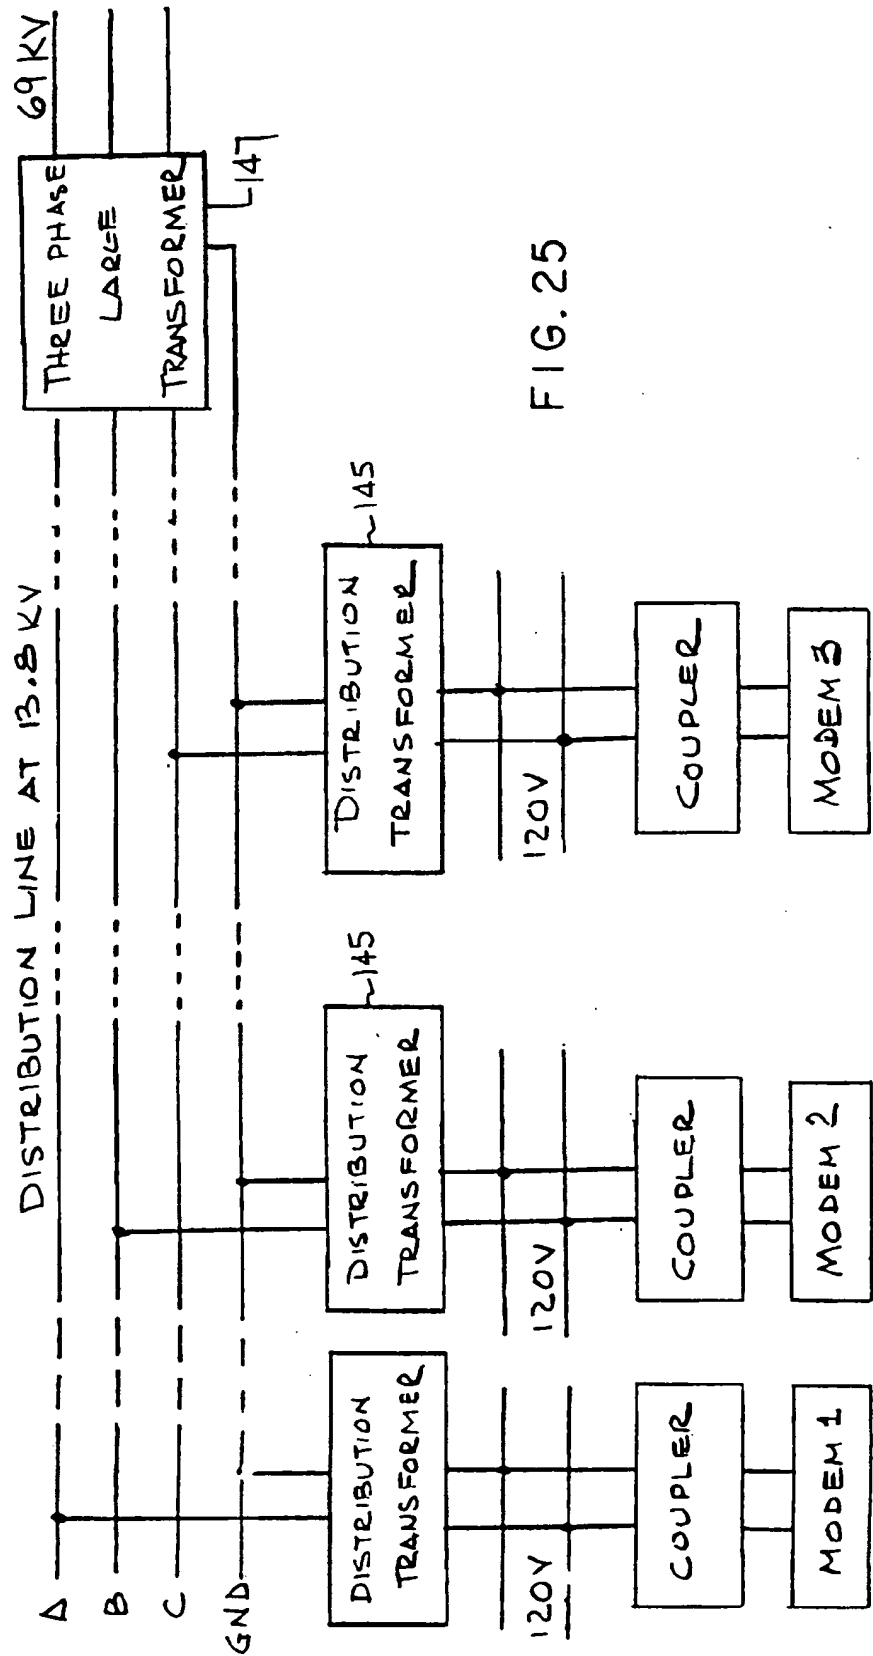 DISTRIBUTION LINE AT 13.8 KV
69 KV
A
B
C
GND
THREE PHASE
LARGE
TRANSFORMER
147
DISTRIBUTION
TRANSFORMER
120V
COUPLER
MODEM 1
DISTRIBUTION
TRANSFORMER
145
120V
COUPLER
MODEM 2
DISTRIBUTION
TRANSFORMER
145
120V
COUPLER
MODEM 3
FIG. 25